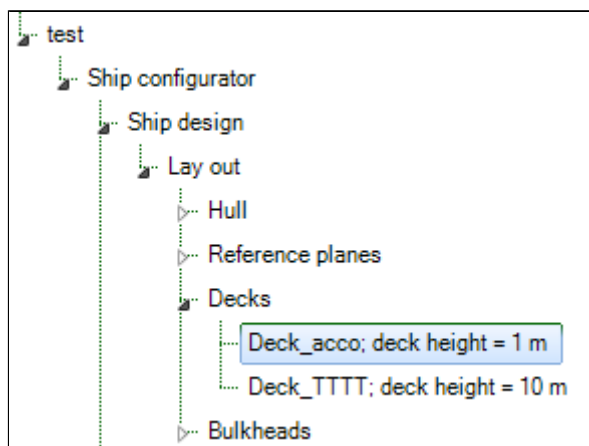 test
Ship configurator
Ship design
Lay out
Hull
Reference planes
Decks
Deck_acco; deck height = 1 m
Deck_TTTT; deck height = 10 m
Bulkheads